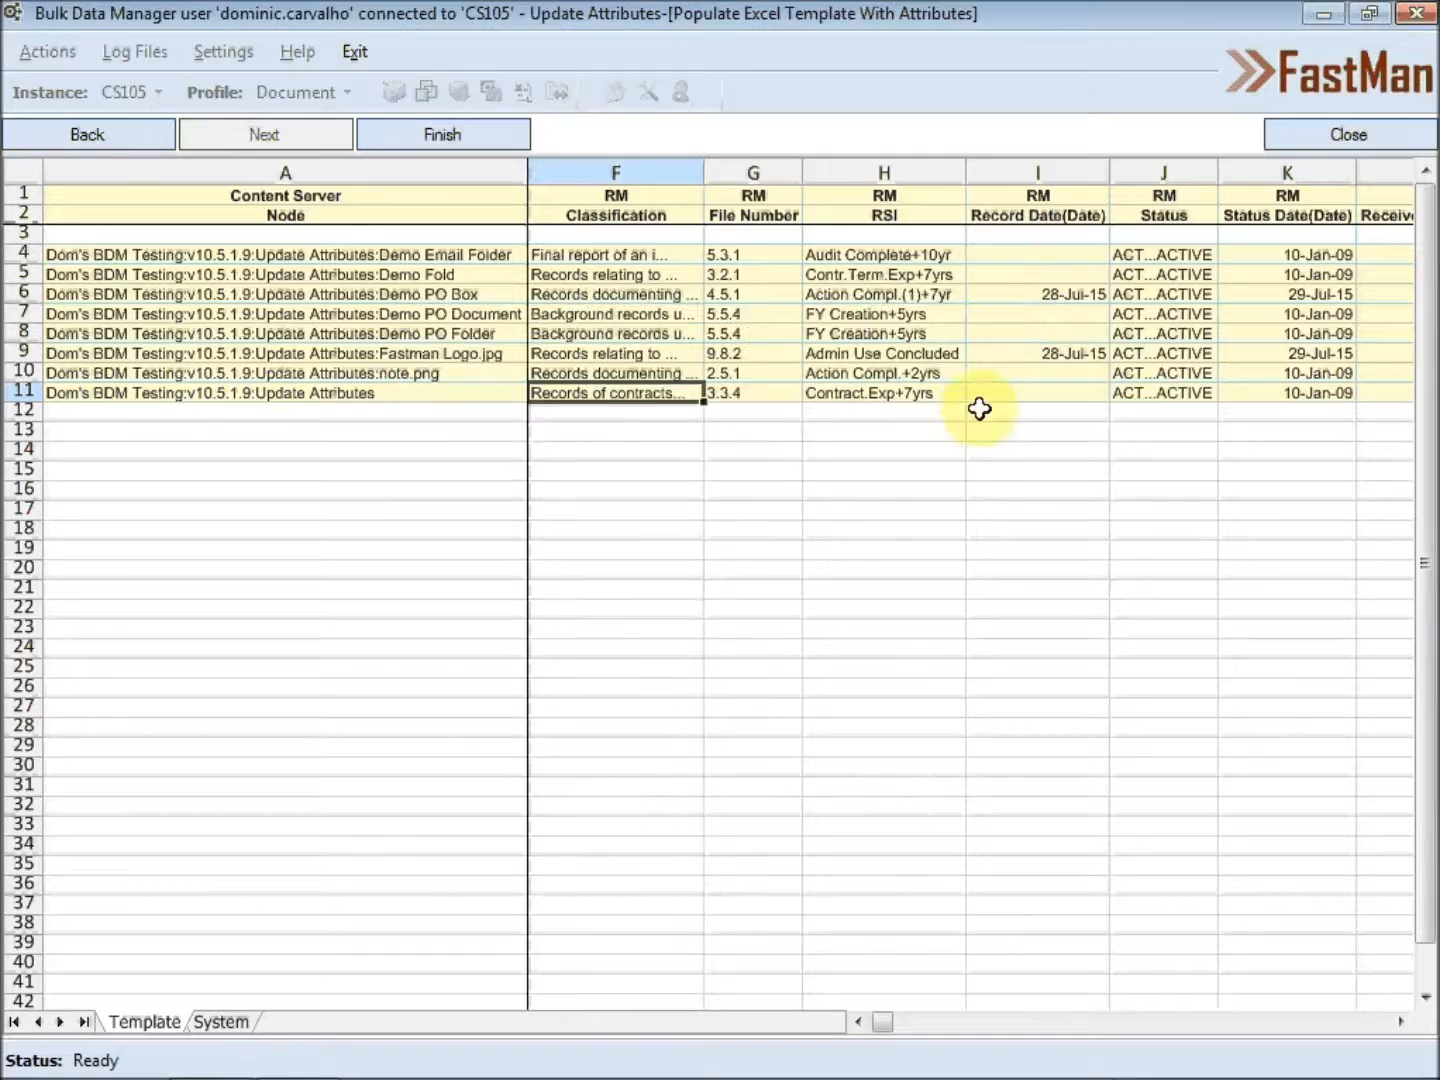 Bulk Data Manager user 'dominic.carvalho' connected to 'CS105' - Update Attributes-[Populate Excel Template With Attributes]
Actions Log Files Settings Help Exit
FastMan
Instance: CS105 Profile: Document
Back Next Finish Close
A F G H I J K
1 Content Server RM RM RM RM RM RM
2 Node Classification File Number RSI Record Date(Date) Status Status Date(Date) Receive
3
4 Dom's BDM Testing:v10.5.1.9:Update Attributes:Demo Email Folder Final report of an i... 5.3.1 Audit Complete+10yr ACT...ACTIVE 10-Jan-09
5 Dom's BDM Testing:v10.5.1.9:Update Attributes:Demo Fold Records relating to ... 3.2.1 Contr.Term.Exp+7yrs ACT...ACTIVE 10-Jan-09
6 Dom's BDM Testing:v10.5.1.9:Update Attributes:Demo PO Box Records documenting ... 4.5.1 Action Compl.(1)+7yr 28-Jul-15 ACT...ACTIVE 29-Jul-15
7 Dom's BDM Testing:v10.5.1.9:Update Attributes:Demo PO Document Background records u... 5.5.4 FY Creation+5yrs ACT...ACTIVE 10-Jan-09
8 Dom's BDM Testing:v10.5.1.9:Update Attributes:Demo PO Folder Background records u... 5.5.4 FY Creation+5yrs ACT...ACTIVE 10-Jan-09
9 Dom's BDM Testing:v10.5.1.9:Update Attributes:Fastman Logo.jpg Records relating to ... 9.8.2 Admin Use Concluded 28-Jul-15 ACT...ACTIVE 29-Jul-15
10 Dom's BDM Testing:v10.5.1.9:Update Attributes:note.png Records documenting ... 2.5.1 Action Compl.+2yrs ACT...ACTIVE 10-Jan-09
11 Dom's BDM Testing:v10.5.1.9:Update Attributes Records of contracts... 3.3.4 Contract.Exp+7yrs ACT...ACTIVE 10-Jan-09
12
13
14
15
16
17
18
19
20
21
22
23
24
25
26
27
28
29
30
31
32
33
34
35
36
37
38
39
40
41
42
Template System
Status: Ready